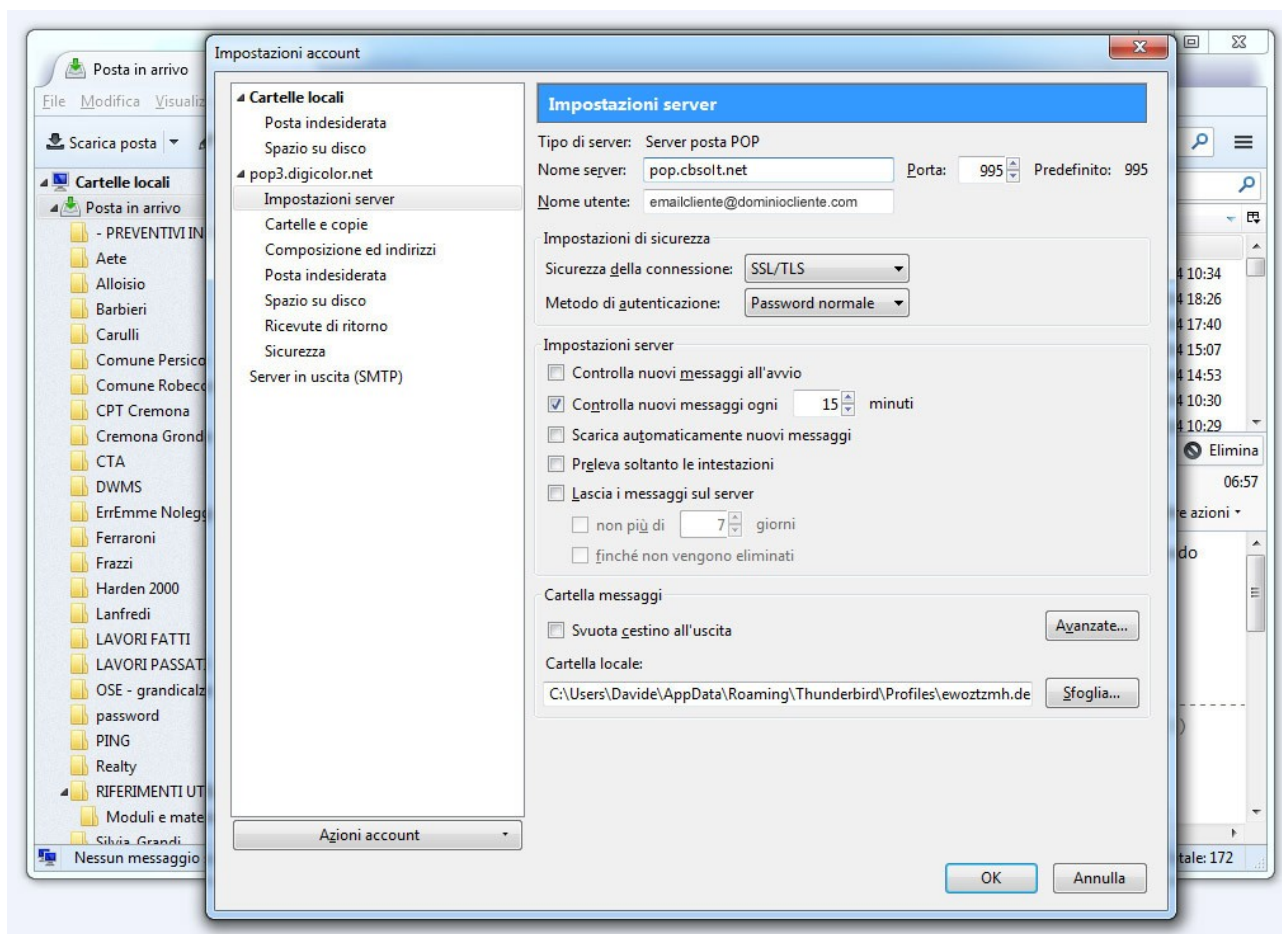 Impostazioni account
Posta in arrivo
File Modifica Visualiz
Scarica posta
Cartelle locali
Posta in arrivo
- PREVENTIVI IN
Aete
Alloisio
Barbieri
Carulli
Comune Persico
Comune Robecc
CPT Cremona
Cremona Grond
CTA
DWMS
ErrEmme Nolegg
Ferraroni
Frazzi
Harden 2000
Lanfredi
LAVORI FATTI
LAVORI PASSAT
OSE - grandicalz
password
PING
Realty
RIFERIMENTI UT
Moduli e mate
Silvia Grandi
Nessun messaggio
Cartelle locali
Posta indesiderata
Spazio su disco
pop3.digicolor.net
Impostazioni server
Cartelle e copie
Composizione ed indirizzi
Posta indesiderata
Spazio su disco
Ricevute di ritorno
Sicurezza
Server in uscita (SMTP)
Azioni account
Impostazioni server
Tipo di server: Server posta POP
Nome server: pop.cbsolt.net Porta: 995 Predefinito: 995
Nome utente: emailcliente@dominiocliente.com
Impostazioni di sicurezza
Sicurezza della connessione: SSL/TLS
Metodo di autenticazione: Password normale
Impostazioni server
Controlla nuovi messaggi all'avvio
Controlla nuovi messaggi ogni 15 minuti
Scarica automaticamente nuovi messaggi
Preleva soltanto le intestazioni
Lascia i messaggi sul server
non più di 7 giorni
finché non vengono eliminati
Cartella messaggi
Svuota cestino all'uscita Avanzate...
Cartella locale:
C:\Users\Davide\AppData\Roaming\Thunderbird\Profiles\ewoztzmh.de Sfoglia...
OK Annulla
4 10:34
4 18:26
4 17:40
4 15:07
4 14:53
4 10:30
4 10:29
Elimina
06:57
re azioni
do
)
tale: 172